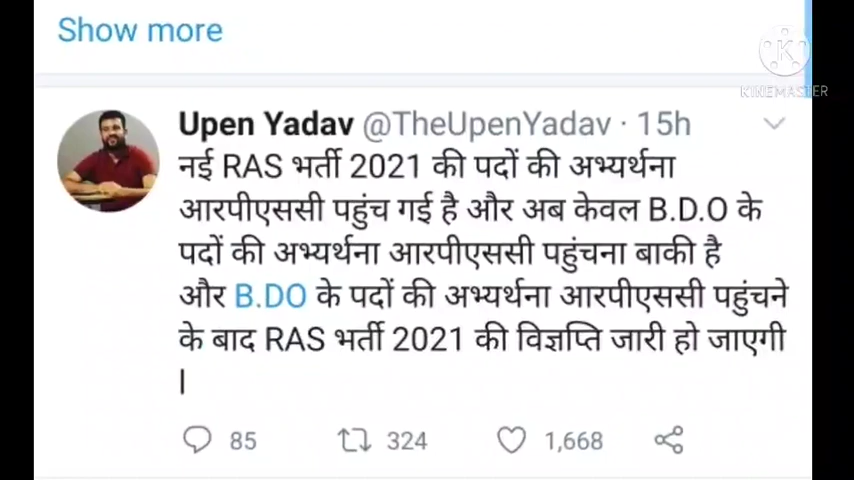 Show more
KINEMASTER
Upen Yadav @TheUpenYadav · 15h
नई RAS भर्ती 2021 की पदों की अभ्यर्थना
आरपीएससी पहुंच गई है और अब केवल B.D.O के
पदों की अभ्यर्थना आरपीएससी पहुंचना बाकी है
और B.DO के पदों की अभ्यर्थना आरपीएससी पहुंचने
के बाद RAS भर्ती 2021 की विज्ञप्ति जारी हो जाएगी
|
85 324 1,668